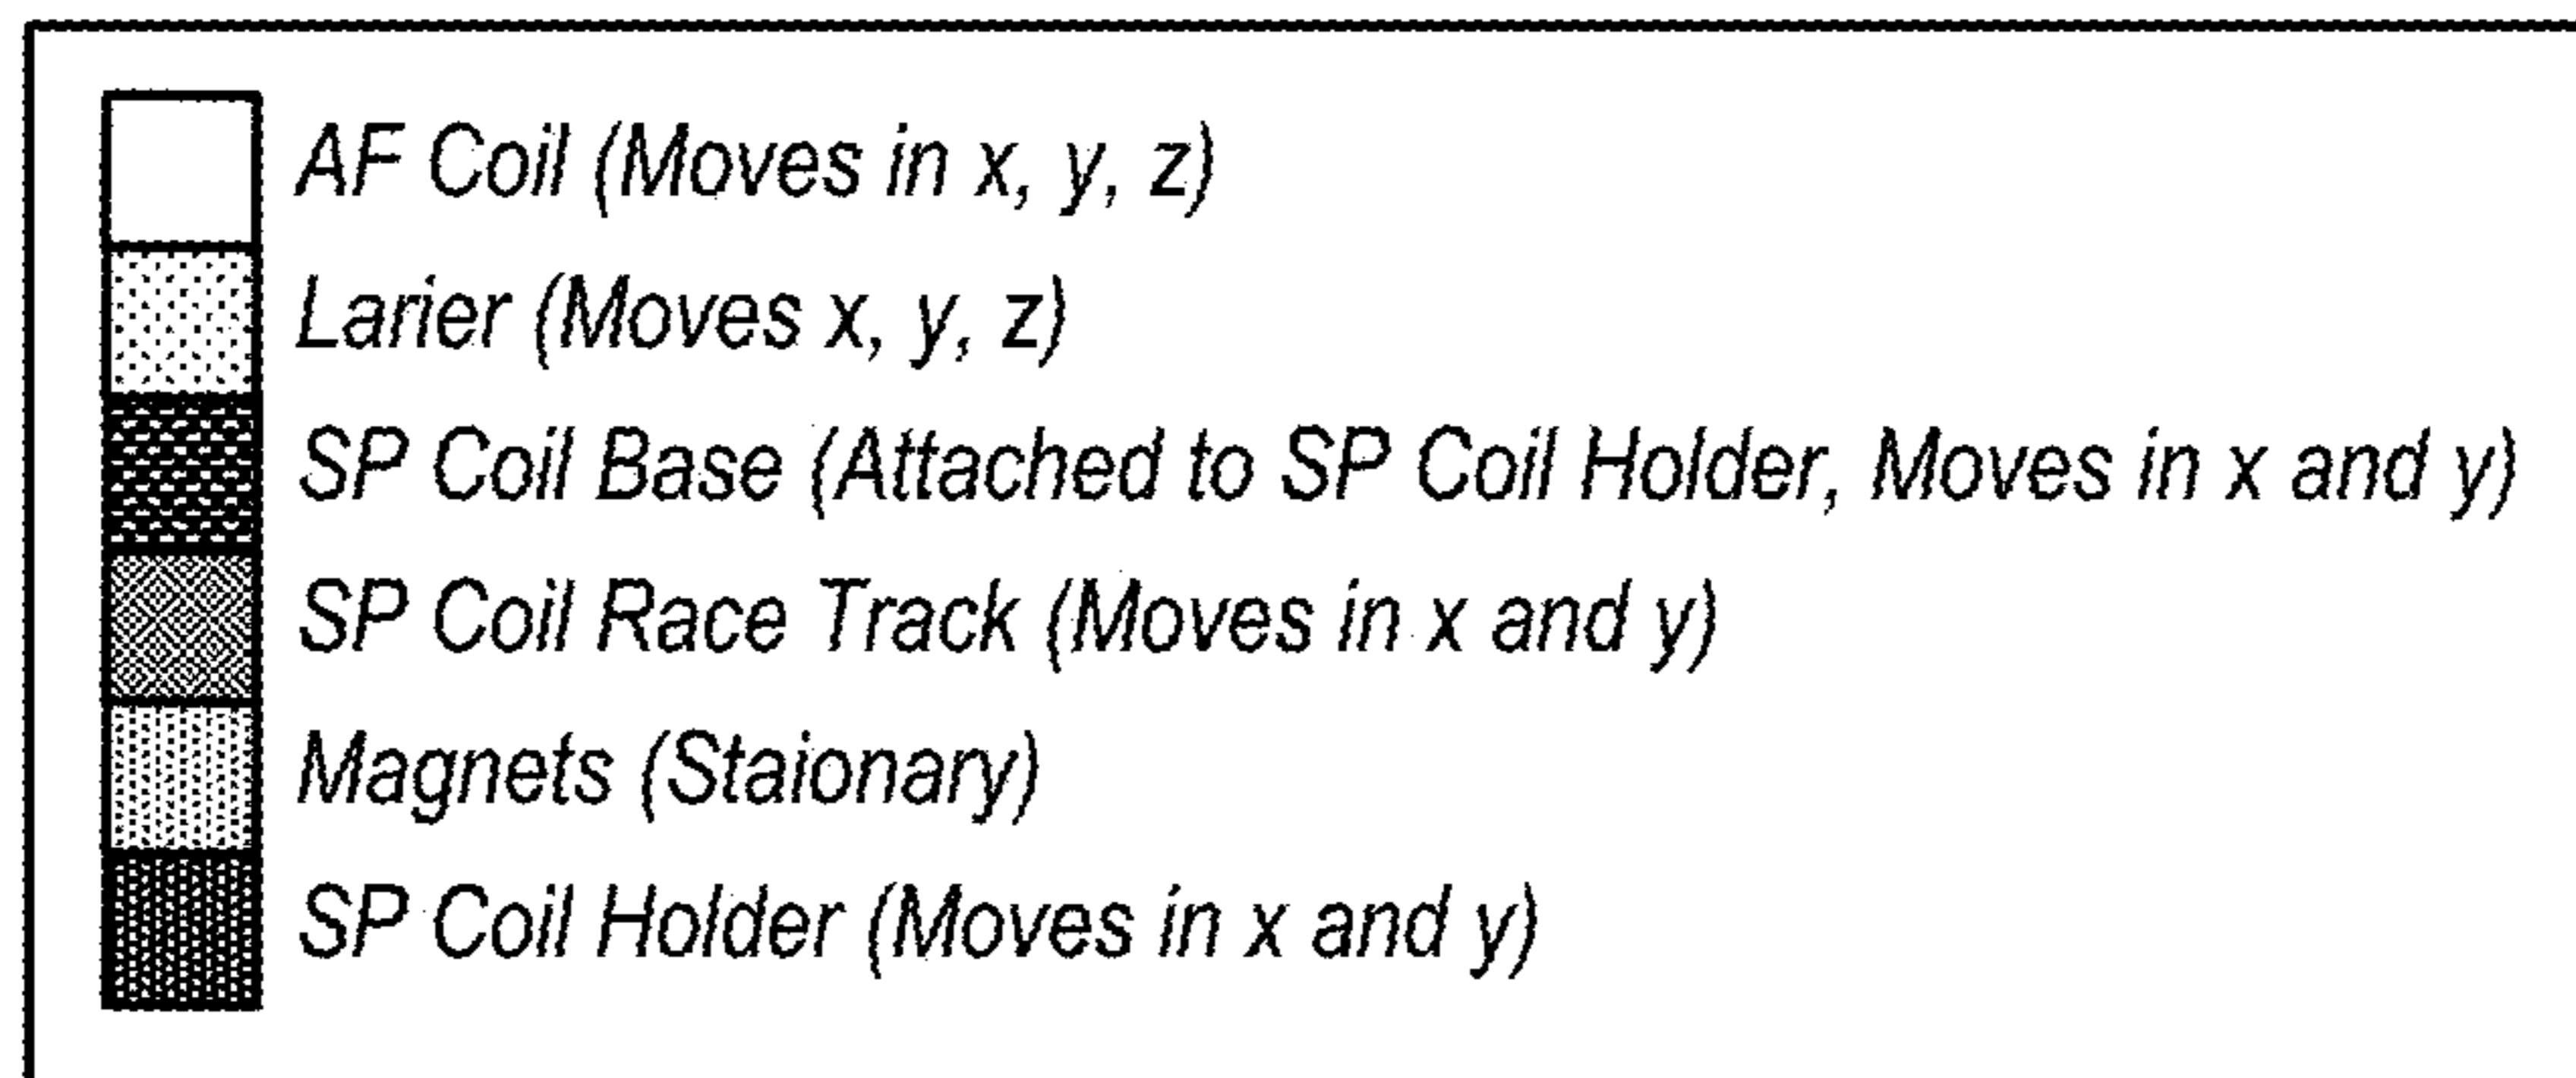 AF Coil (Moves in x, y, z)
Larier (Moves x, y, z)
SP Coil Base (Attached to SP Coil Holder, Moves in x and y)
SP Coil Race Track (Moves in x and y)
Magnets (Staionary)
SP Coil Holder (Moves in x and y)